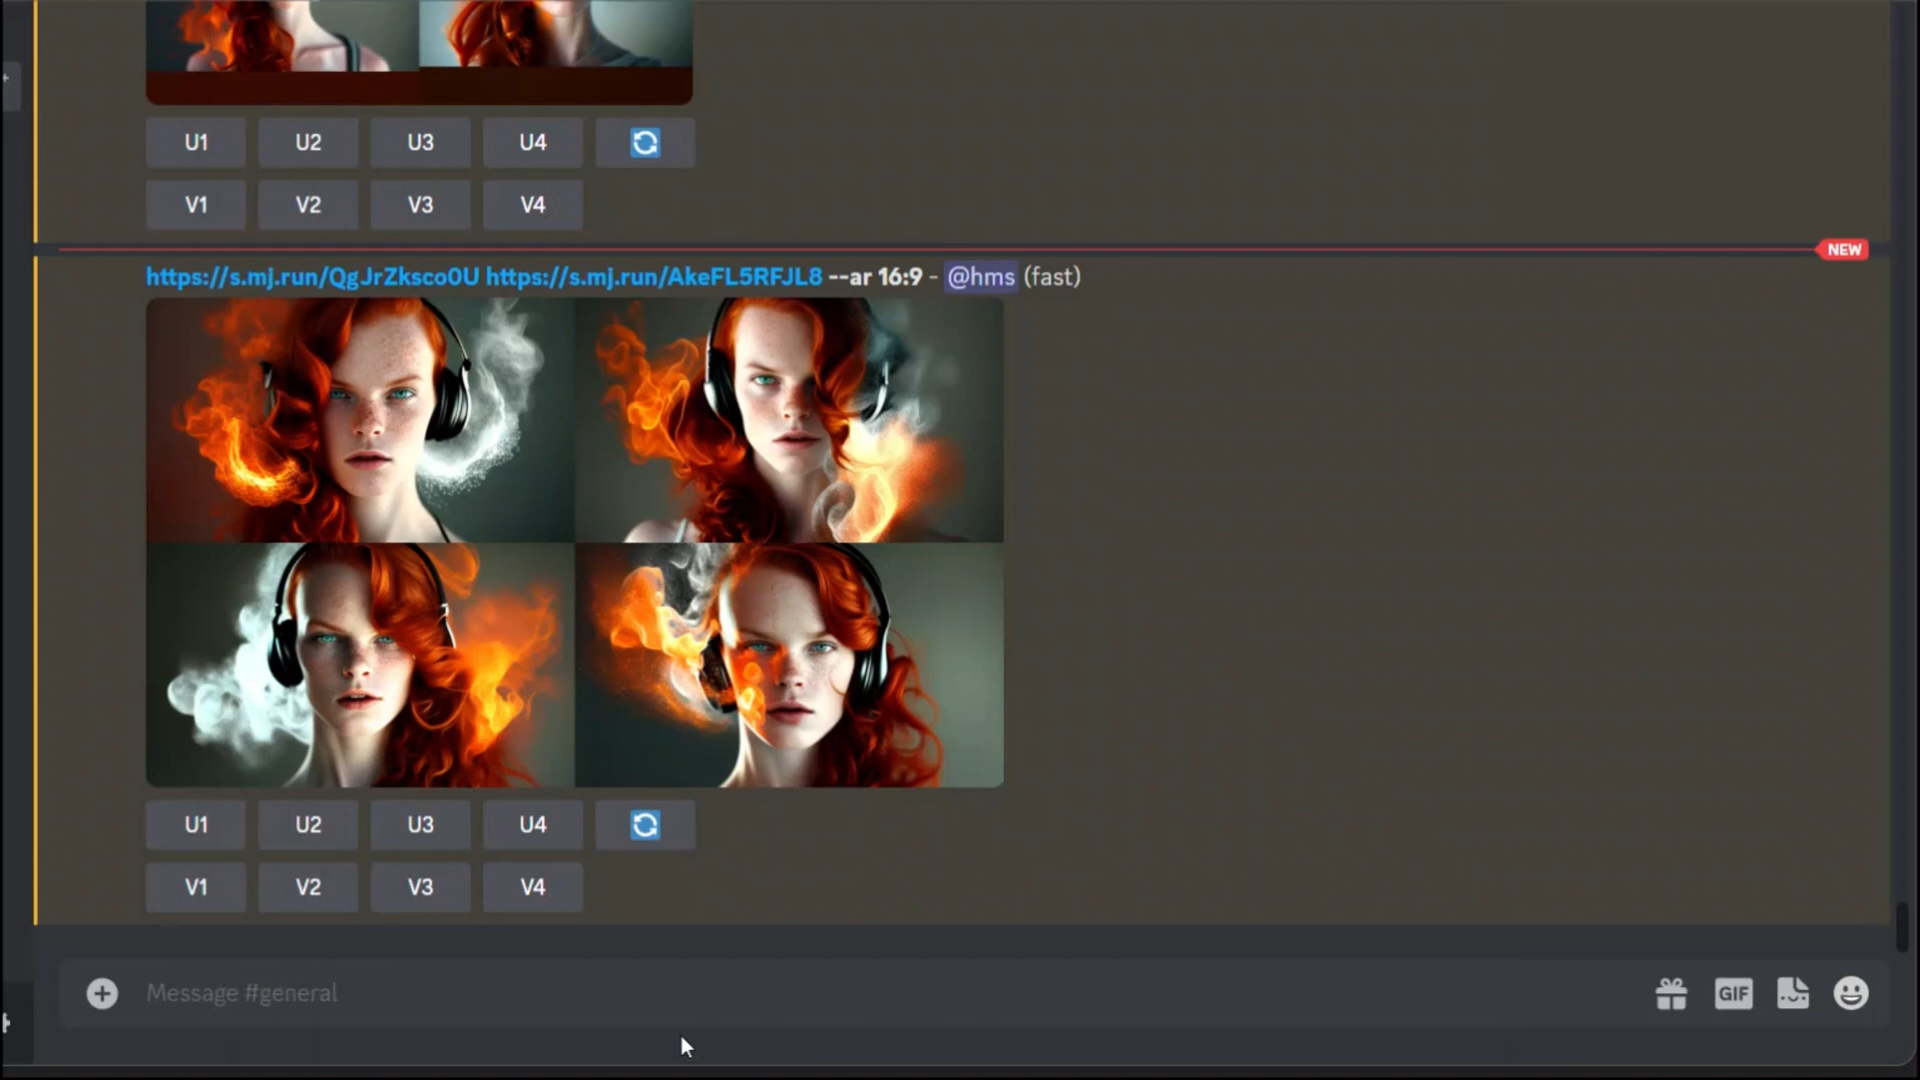 U1 U2 U3 U4
V1 V2 V3 V4
NEW
https://s.mj.run/QgJrZksco0U https://s.mj.run/AkeFL5RFJL8 --ar 16:9 - @hms (fast)
U1 U2 U3 U4
V1 V2 V3 V4
Message #general
GIF